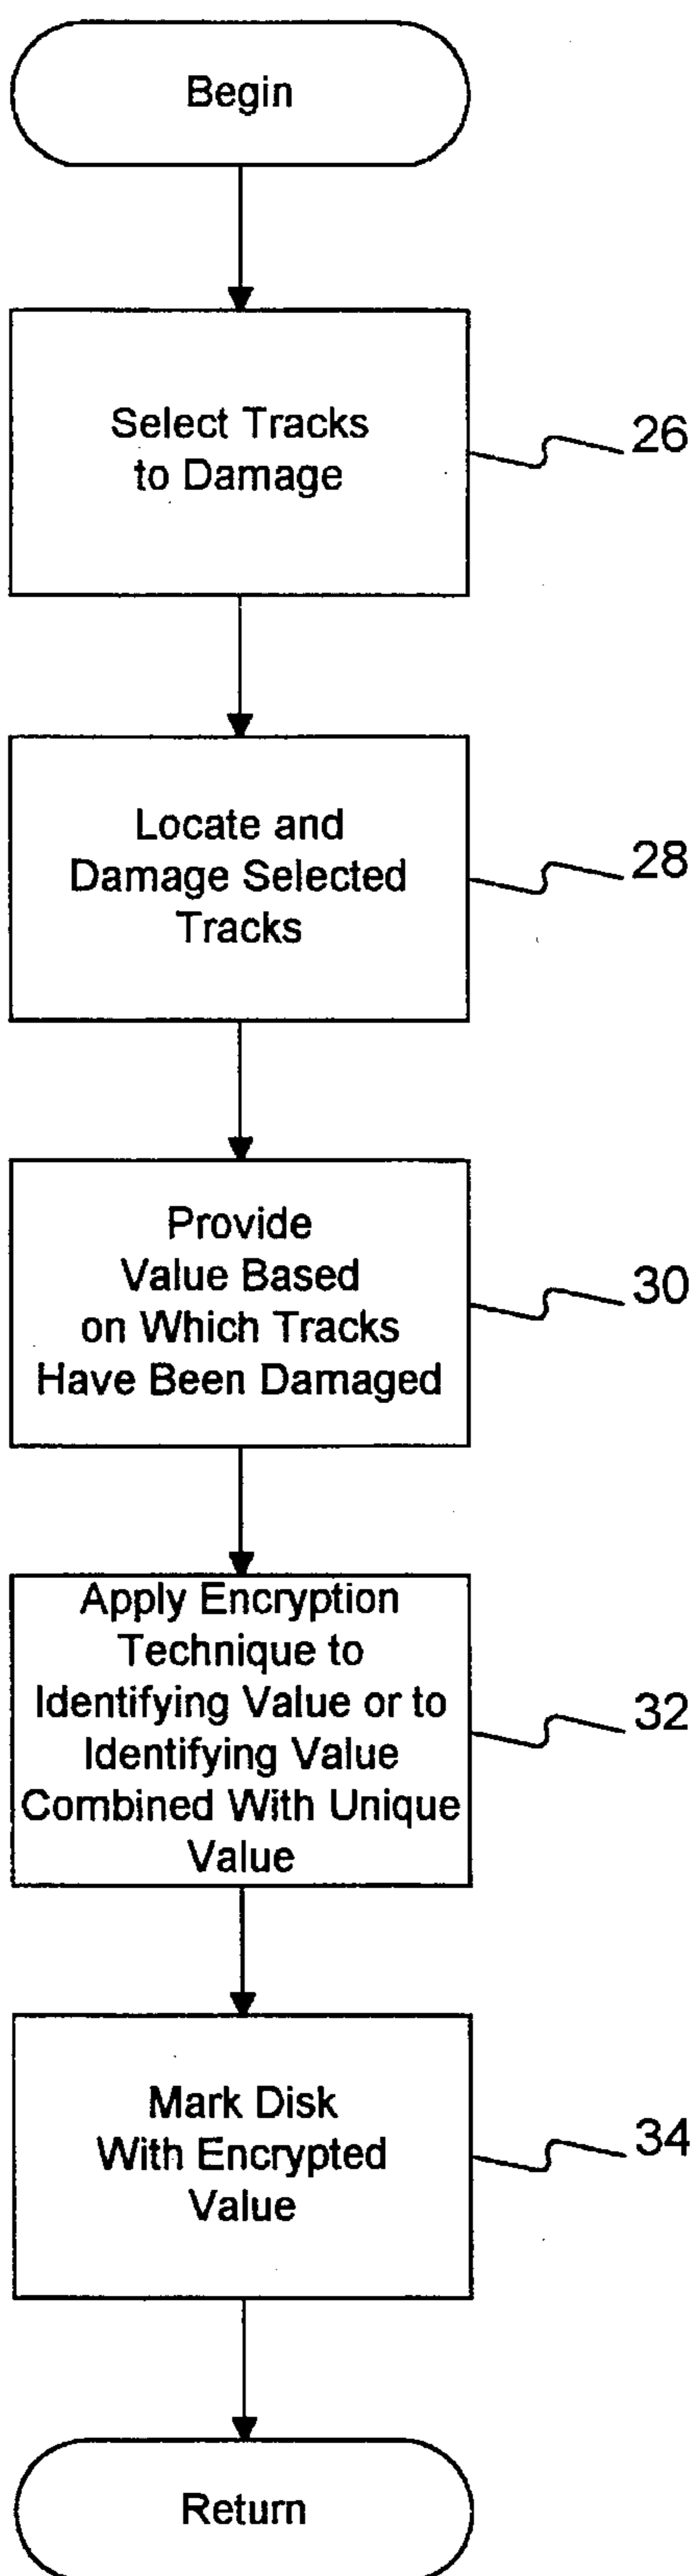 Begin
Select Tracks
to Damage
26
Locate and
Damage Selected
Tracks
28
Provide
Value Based
on Which Tracks
Have Been Damaged
30
Apply Encryption
Technique to
Identifying Value or to
Identifying Value
Combined With Unique
Value
32
Mark Disk
With Encrypted
Value
34
Return